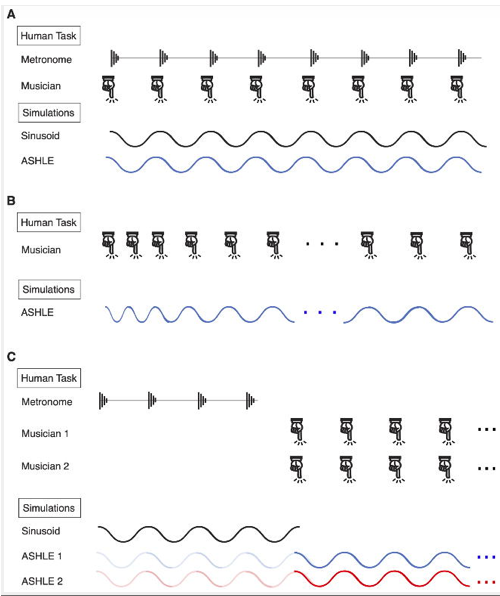 A
Human Task
Metronome
Musician
Simulations
Sinusoid
ASHLE
B
Human Task
Musician
. . .
Simulations
ASHLE
. . .
C
Human Task
Metronome
Musician 1
...
Musician 2
...
Simulations
Sinusoid
ASHLE 1
...
ASHLE 2
...